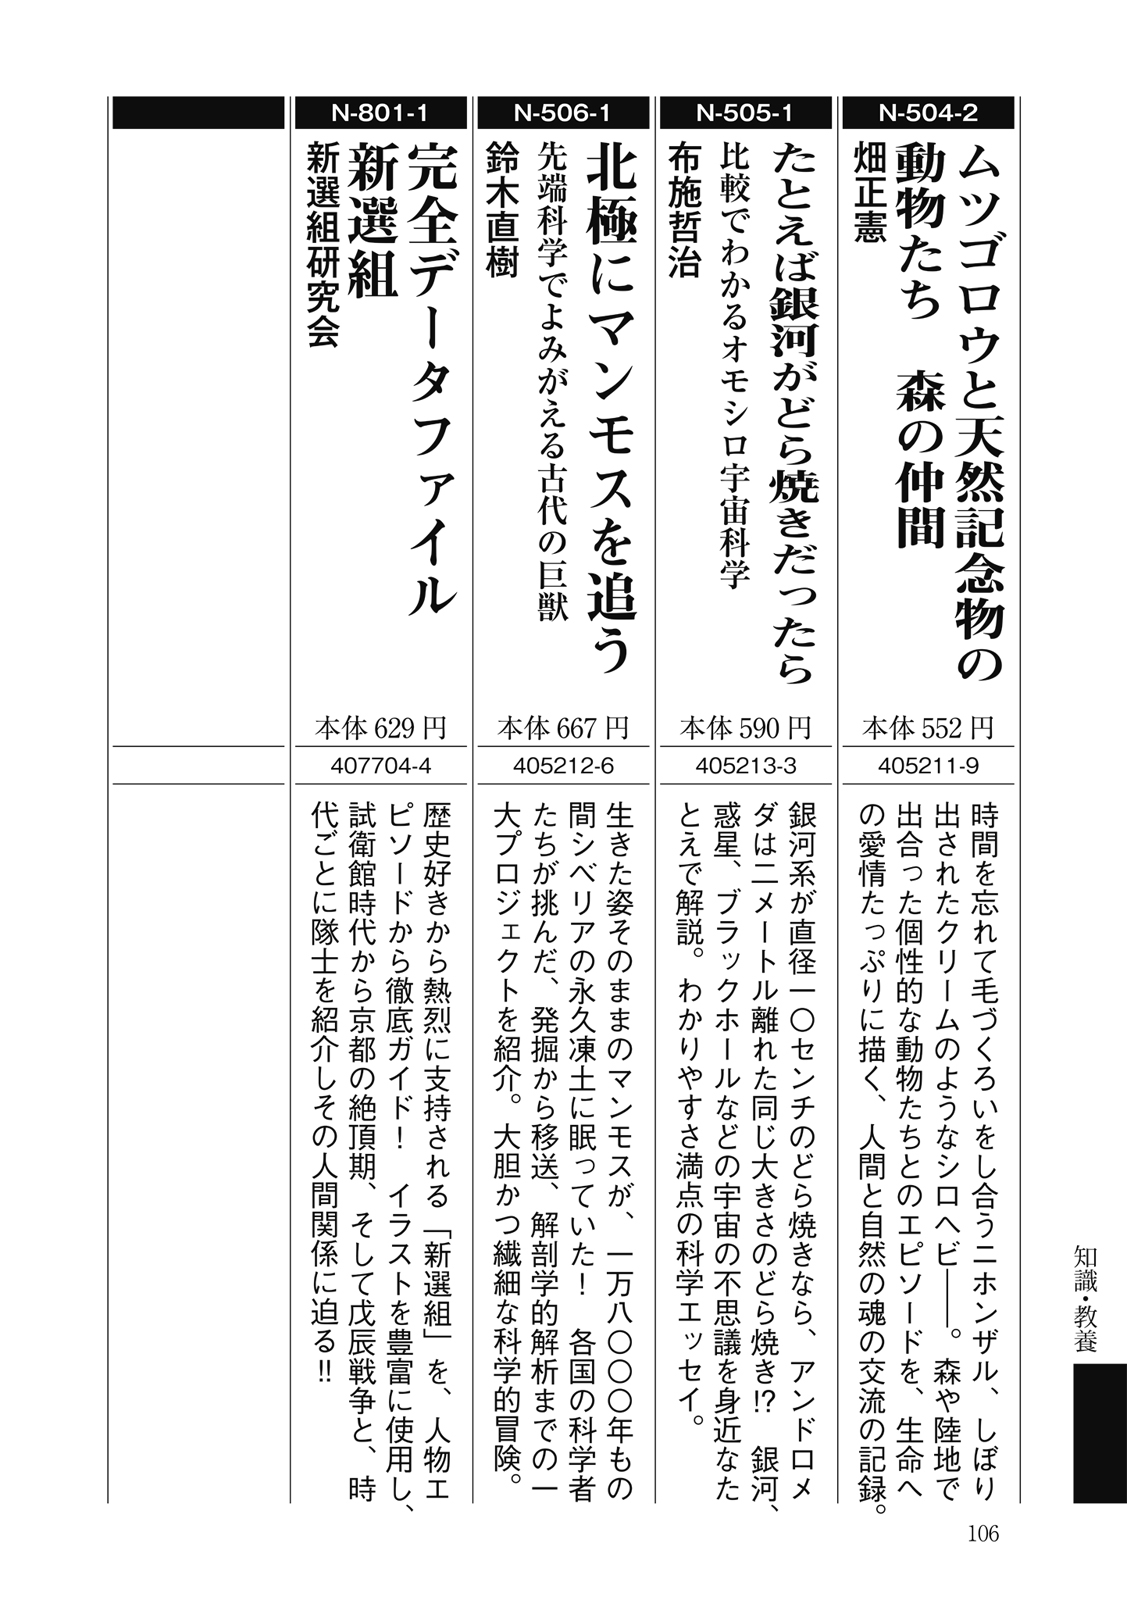 N-504-2
ムツゴロウと天然記念物の
動物たち　森の仲間
畑正憲
本体552円
405211-9
時間を忘れて毛づくろいをし合うニホンザル、しぼり
出されたクリームのようなシロヘビ――。森や陸地で
出合った個性的な動物たちとのエピソードを、生命へ
の愛情たっぷりに描く、人間と自然の魂の交流の記録。
N-505-1
たとえば銀河がどら焼きだったら
比較でわかるオモシロ宇宙科学
布施哲治
本体590円
405213-3
銀河系が直径一〇センチのどら焼きなら、アンドロメ
ダは二メートル離れた同じ大きさのどら焼き!?　銀河、
惑星、ブラックホールなどの宇宙の不思議を身近なた
とえで解説。わかりやすさ満点の科学エッセイ。
N-506-1
北極にマンモスを追う
先端科学でよみがえる古代の巨獣
鈴木直樹
本体667円
405212-6
生きた姿そのままのマンモスが、一万八〇〇〇年もの
間シベリアの永久凍土に眠っていた！　各国の科学者
たちが挑んだ、発掘から移送、解剖学的解析までの一
大プロジェクトを紹介。大胆かつ繊細な科学的冒険。
N-801-1
完全データファイル
新選組
新選組研究会
本体629円
407704-4
歴史好きから熱烈に支持される「新選組」を、人物エ
ピソードから徹底ガイド！　イラストを豊富に使用し、
試衛館時代から京都の絶頂期、そして戊辰戦争と、時
代ごとに隊士を紹介しその人間関係に迫る!!
知識・教養
106